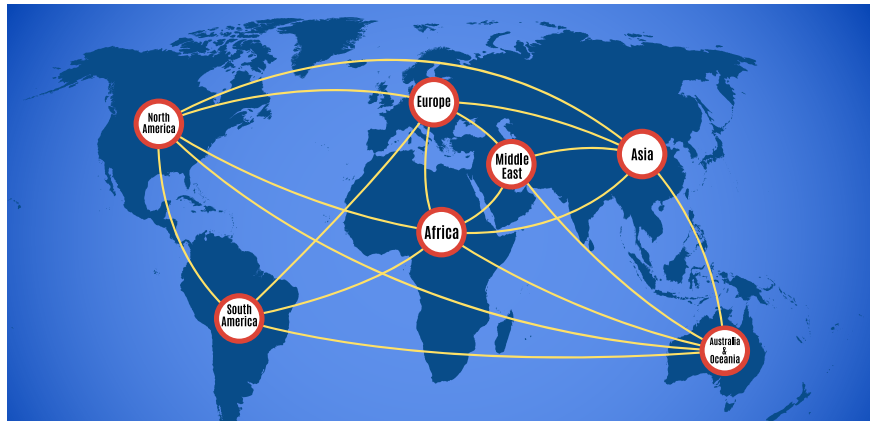 North
America
Europe
Middle
East
Asia
Africa
South
America
Australia
&
Oceania